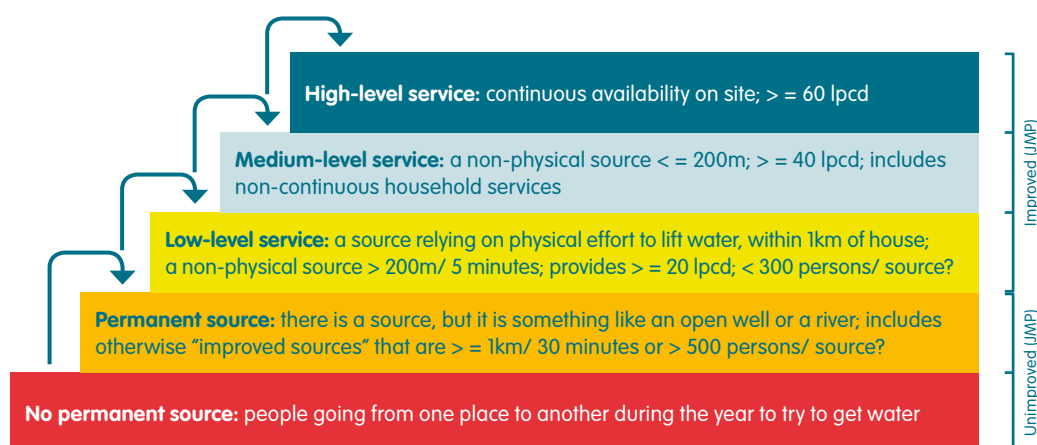 High-level service: continuous availability on site; > = 60 lpcd
Medium-level service: a non-physical source < = 200m; > = 40 lpcd; includes
non-continuous household services
Low-level service: a source relying on physical effort to lift water, within 1km of house;
a non-physical source > 200m/ 5 minutes; provides > = 20 lpcd; < 300 persons/ source?
Permanent source: there is a source, but it is something like an open well or a river; includes
otherwise “improved sources” that are > = 1km/ 30 minutes or > 500 persons/ source?
No permanent source: people going from one place to another during the year to try to get water
Improved (JMP)
Unimproved (JMP)